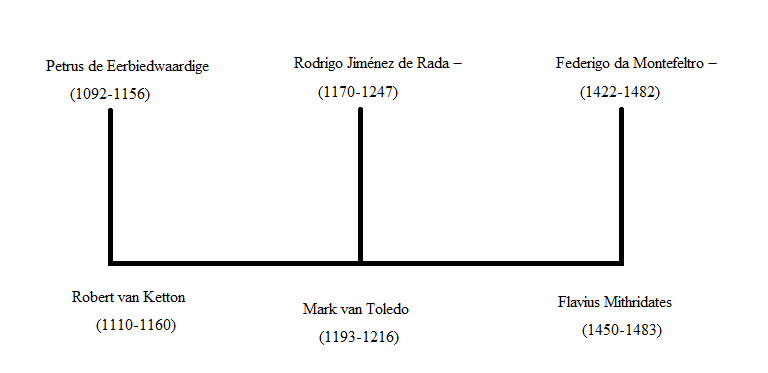 Petrus de Eerbiedwaardige
(1092-1156)
Rodrigo Jiménez de Rada –
(1170-1247)
Federigo da Montefeltro –
(1422-1482)
Robert van Ketton
(1110-1160)
Mark van Toledo
(1193-1216)
Flavius Mithridates
(1450-1483)